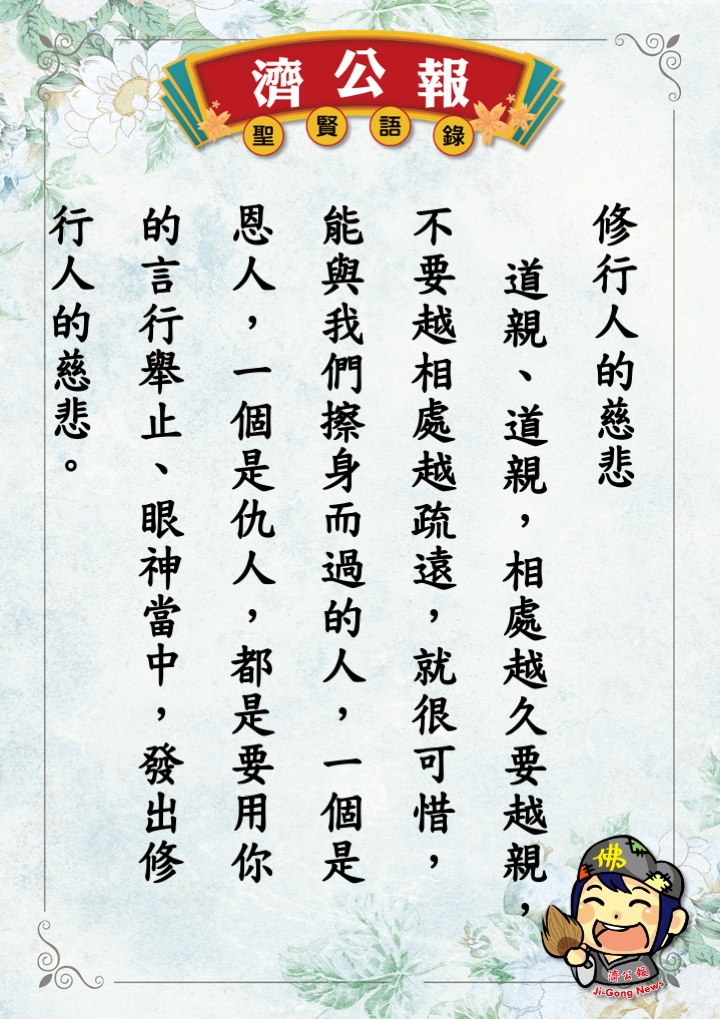 濟公報
聖賢語錄
修行人的慈悲
道親、道親，相處越久要越親，
不要越相處越疏遠，就很可惜，
能與我們擦身而過的人，一個是
恩人，一個是仇人，都是要用你
的言行舉止、眼神當中，發出修
行人的慈悲。
佛
濟公報
Ji-Gong News